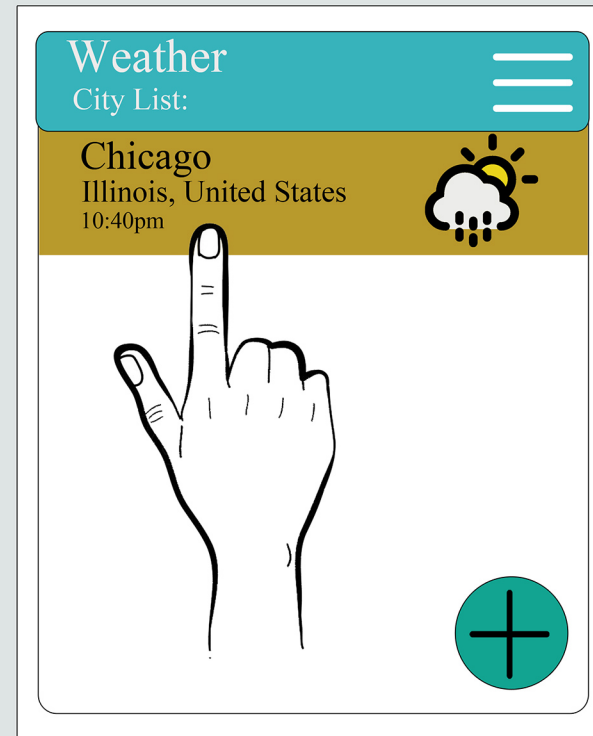 Weather
City List:
Chicago
Illinois, United States
10:40pm